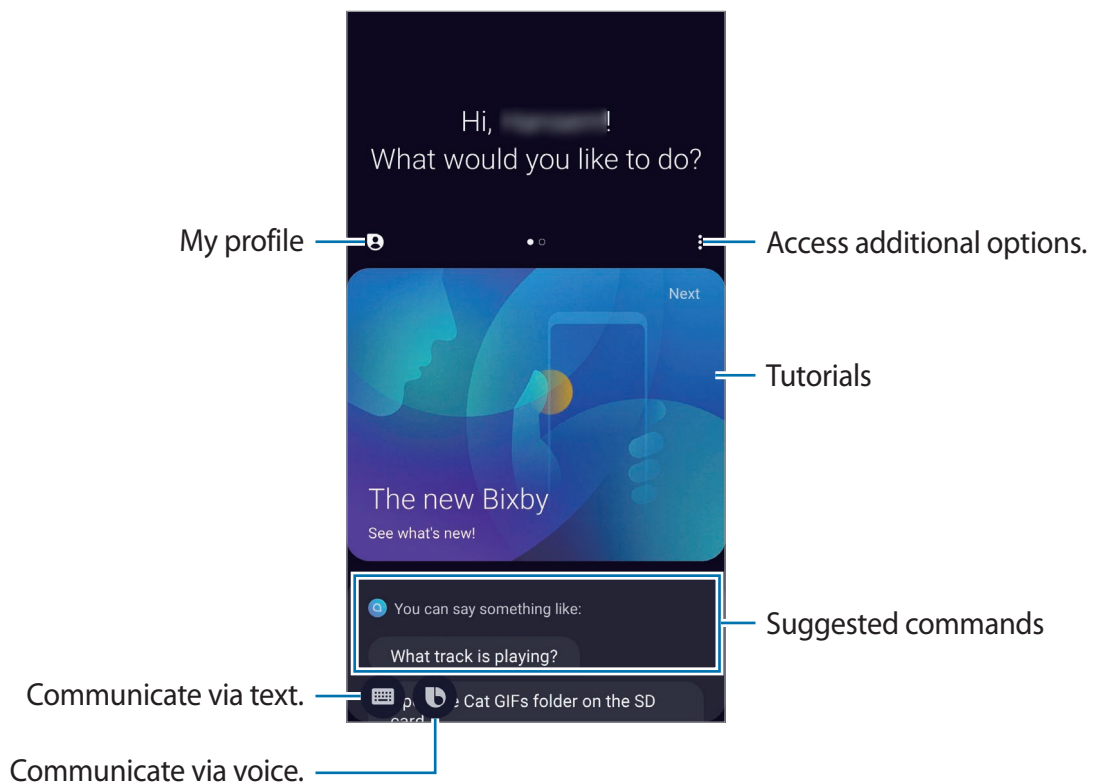 Hi, !
What would you like to do?
My profile
Access additional options.
Next
Tutorials
The new Bixby
See what's new!
You can say something like:
Suggested commands
What track is playing?
Communicate via text.
Cat GIFs folder on the SD
card
Communicate via voice.